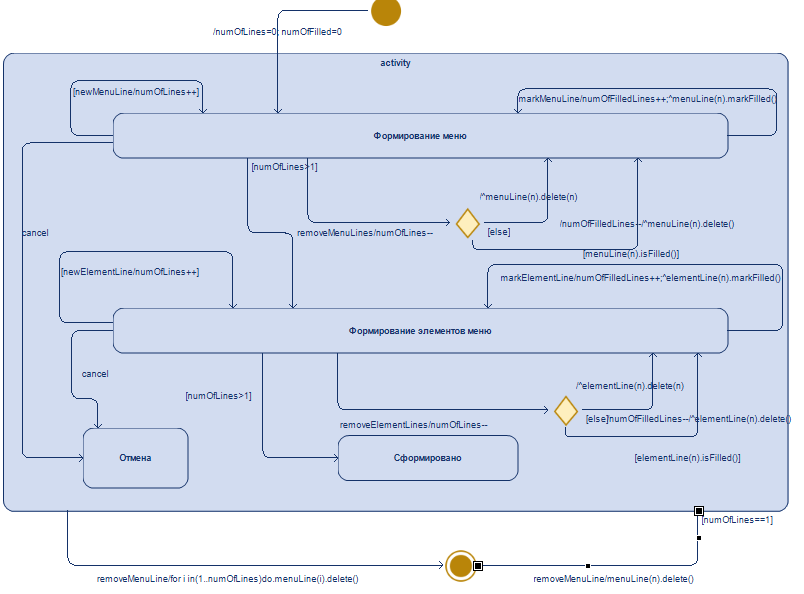 /numOfLines=0; numOfFilled=0
activity
[newMenuLine/numOfLines++]
markMenuLine/numOfFilledLines++;^menuLine(n).markFilled()
Формирование меню
[numOfLines>1]
/^menuLine(n).delete(n)
/numOfFilledLines--/^menuLine(n).delete()
cancel
removeMenuLines/numOfLines--
[else]
[menuLine(n).isFilled()]
[newElementLine/numOfLines++]
markElementLine/numOfFilledLines++;^elementLine(n).markFilled()
Формирование элементов меню
cancel
/^elementLine(n).delete(n)
[numOfLines>1]
removeElementLines/numOfLines--
[else]numOfFilledLines--/^elementLine(n).delete()
Отмена
Сформировано
[elementLine(n).isFilled()]
[numOfLines==1]
removeMenuLine/for i in(1..numOfLines)do.menuLine(i).delete()
removeMenuLine/menuLine(n).delete()